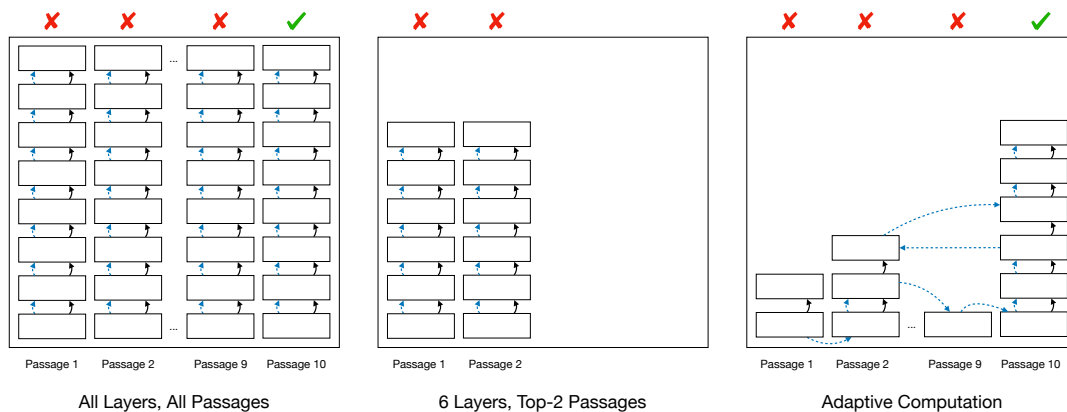 ✘ ✘ ✘ ✓
...
...
Passage 1 Passage 2 Passage 9 Passage 10
All Layers, All Passages
✘ ✘
Passage 1 Passage 2
6 Layers, Top-2 Passages
✘ ✘ ✘ ✓
...
Passage 1 Passage 2 Passage 9 Passage 10
Adaptive Computation